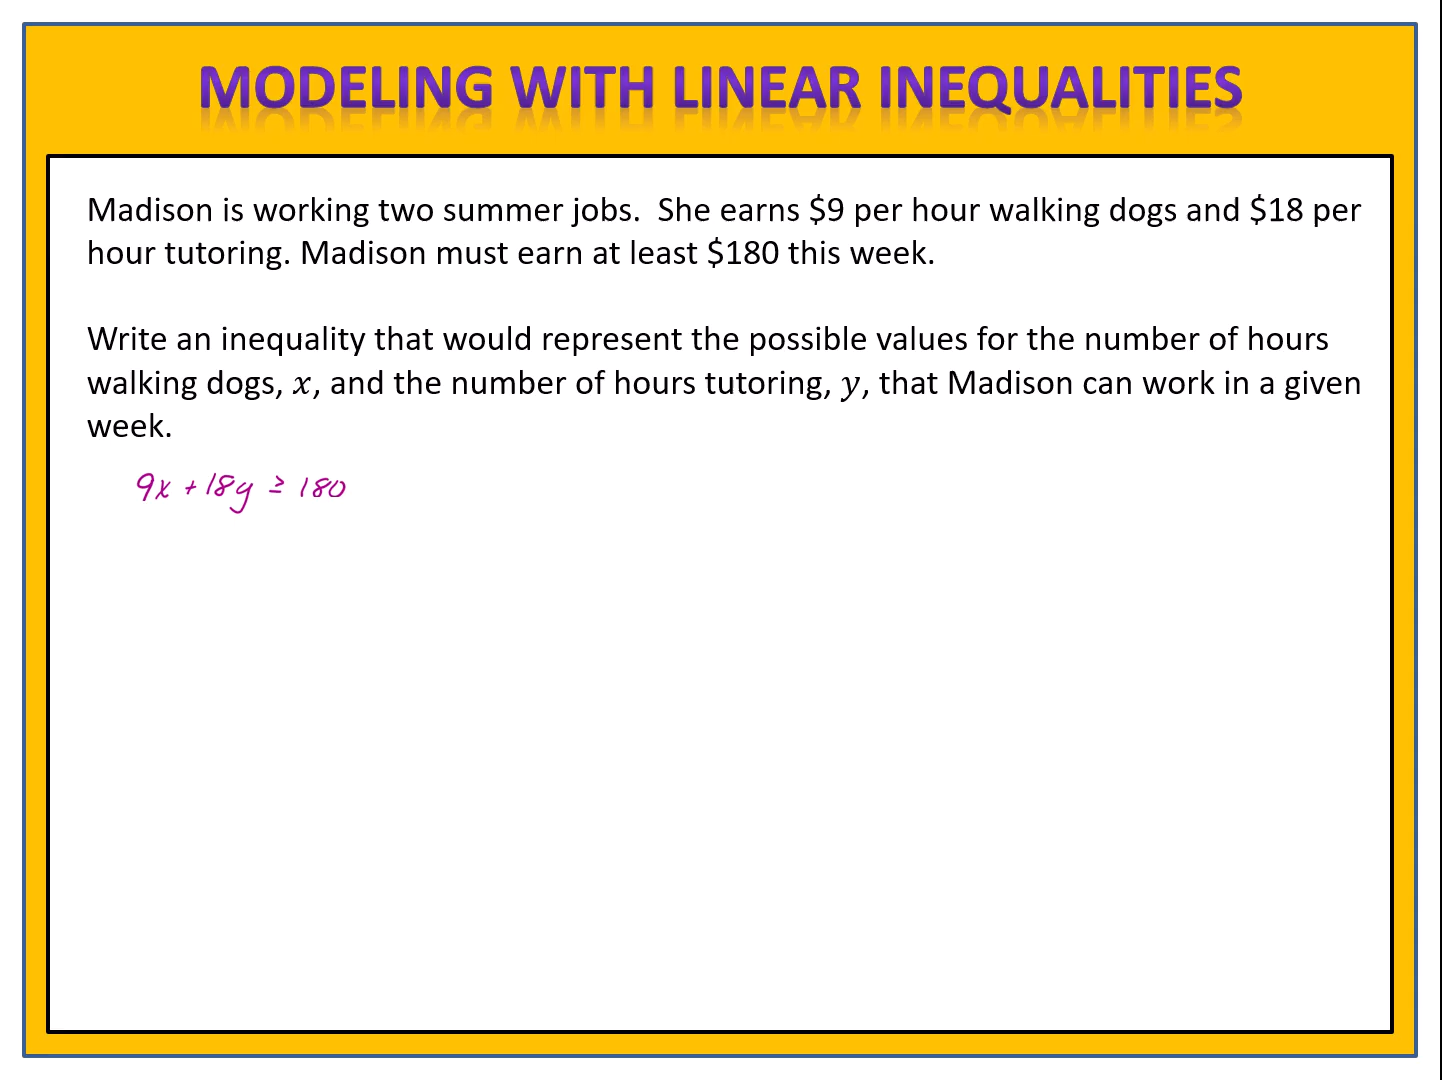 MODELING WITH LINEAR INEQUALITIES
Madison is working two summer jobs.  She earns $9 per hour walking dogs and $18 per
hour tutoring. Madison must earn at least $180 this week.
Write an inequality that would represent the possible values for the number of hours
walking dogs, x, and the number of hours tutoring, y, that Madison can work in a given
week.
9x + 18y ≥ 180